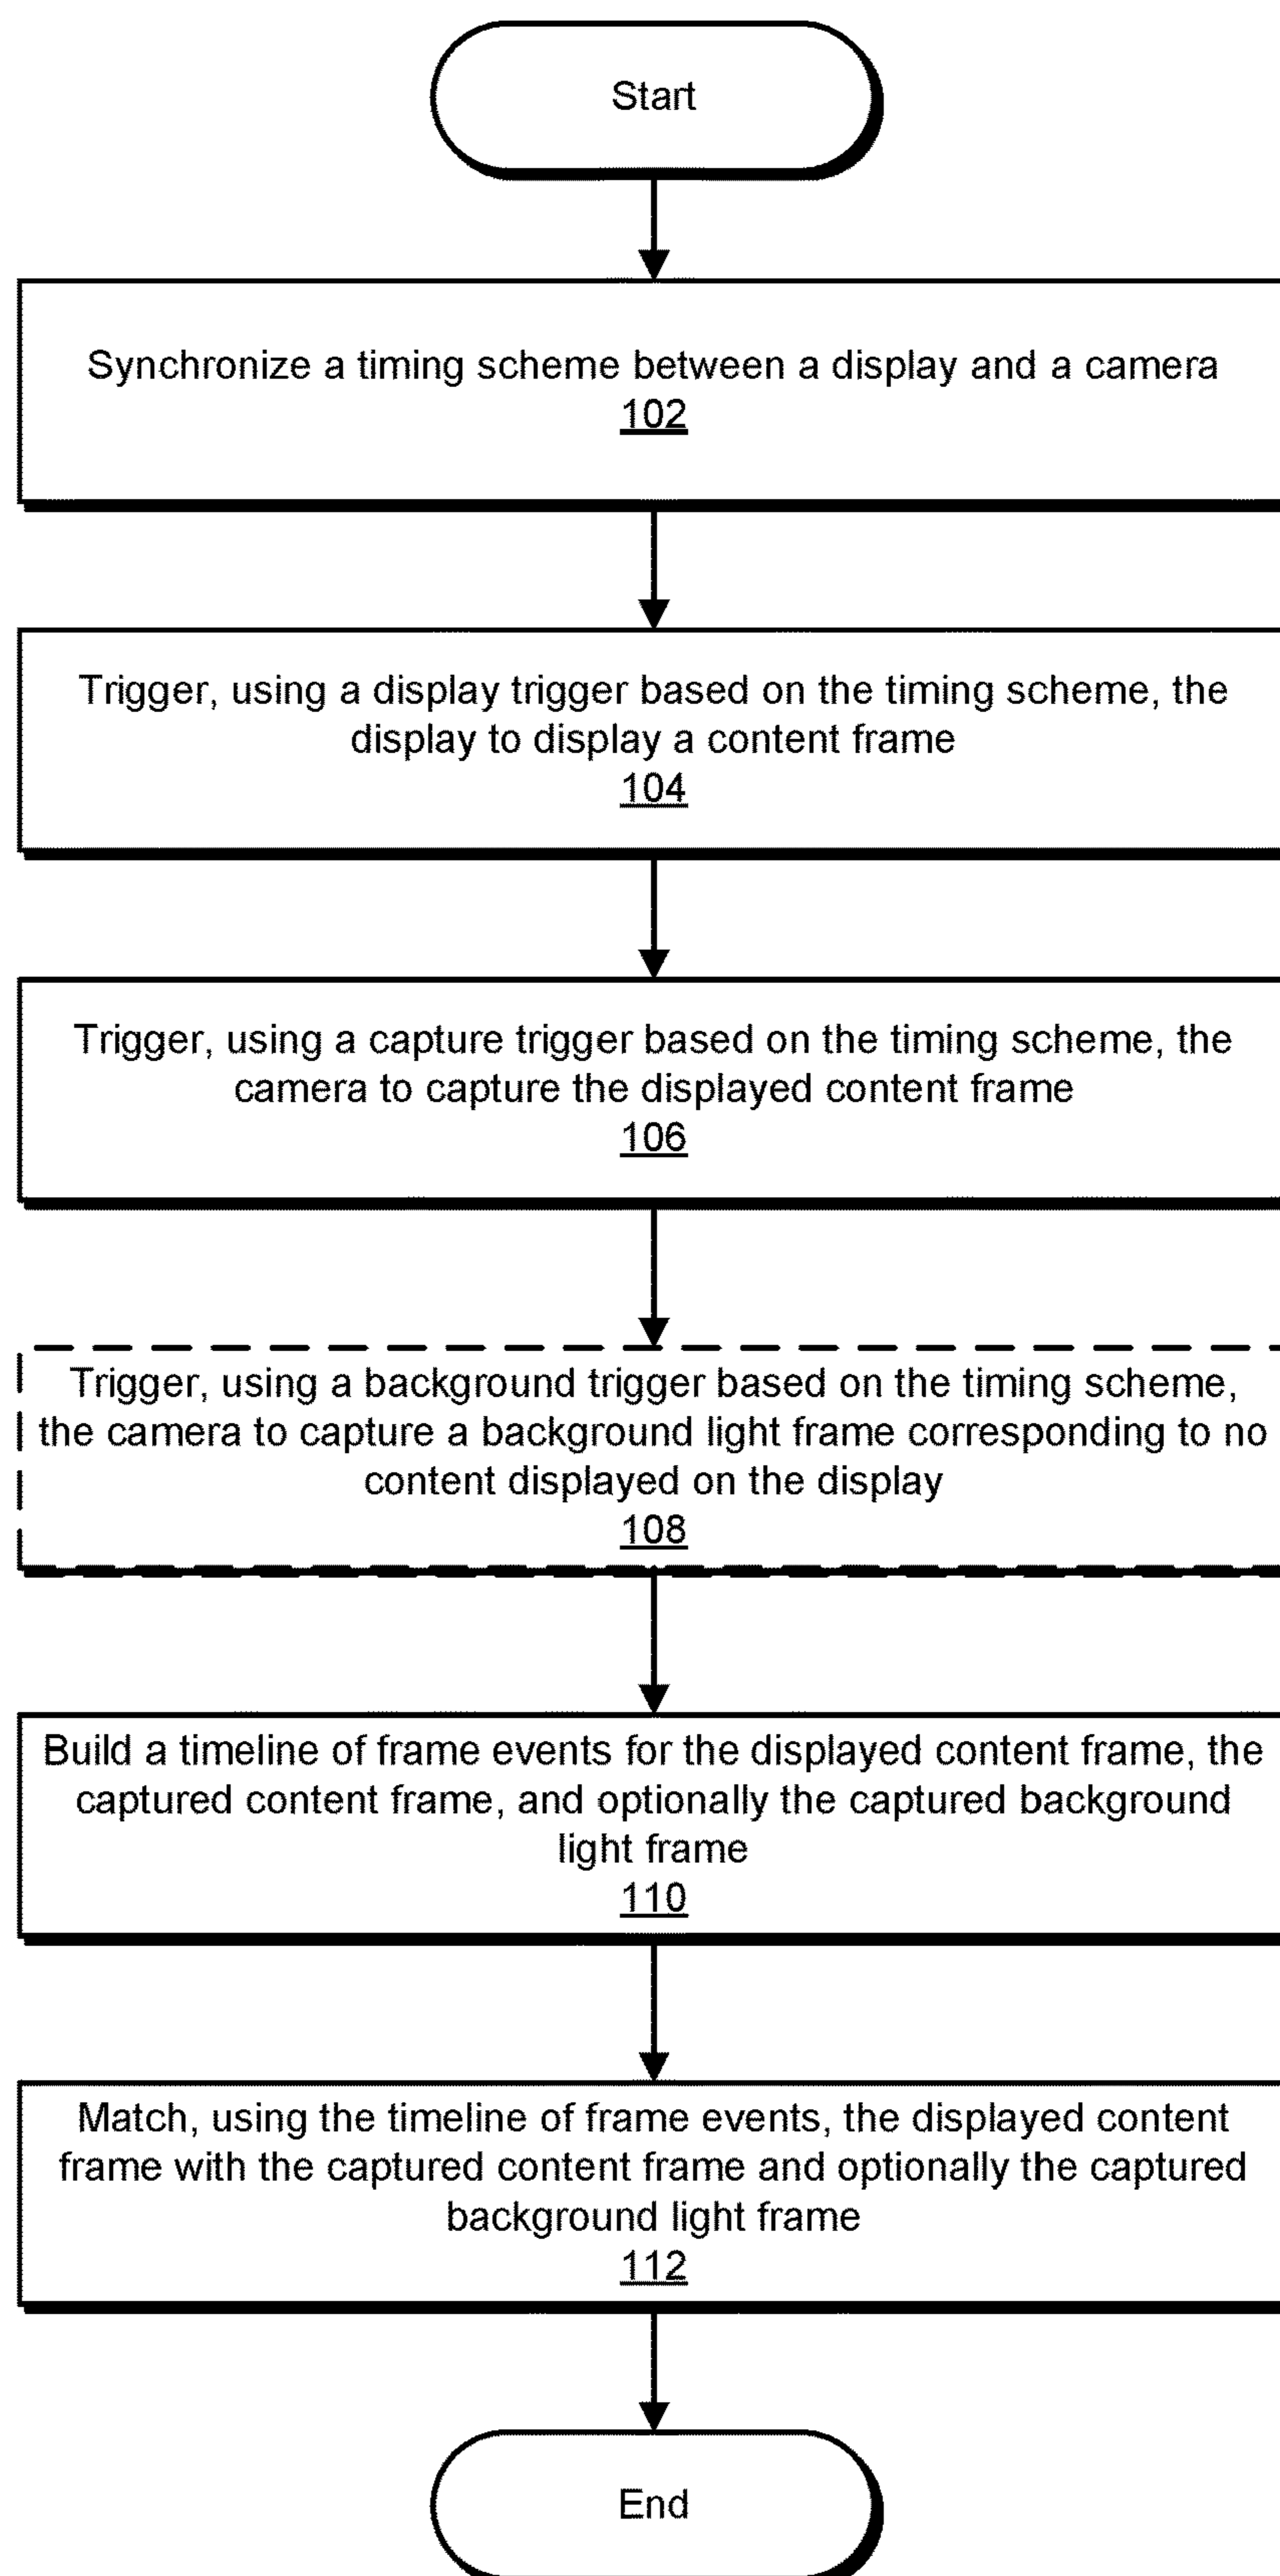 Start
Synchronize a timing scheme between a display and a camera
102
Trigger, using a display trigger based on the timing scheme, the
display to display a content frame
104
Trigger, using a capture trigger based on the timing scheme, the
camera to capture the displayed content frame
106
Trigger, using a background trigger based on the timing scheme,
the camera to capture a background light frame corresponding to no
content displayed on the display
108
Build a timeline of frame events for the displayed content frame, the
captured content frame, and optionally the captured background
light frame
110
Match, using the timeline of frame events, the displayed content
frame with the captured content frame and optionally the captured
background light frame
112
End